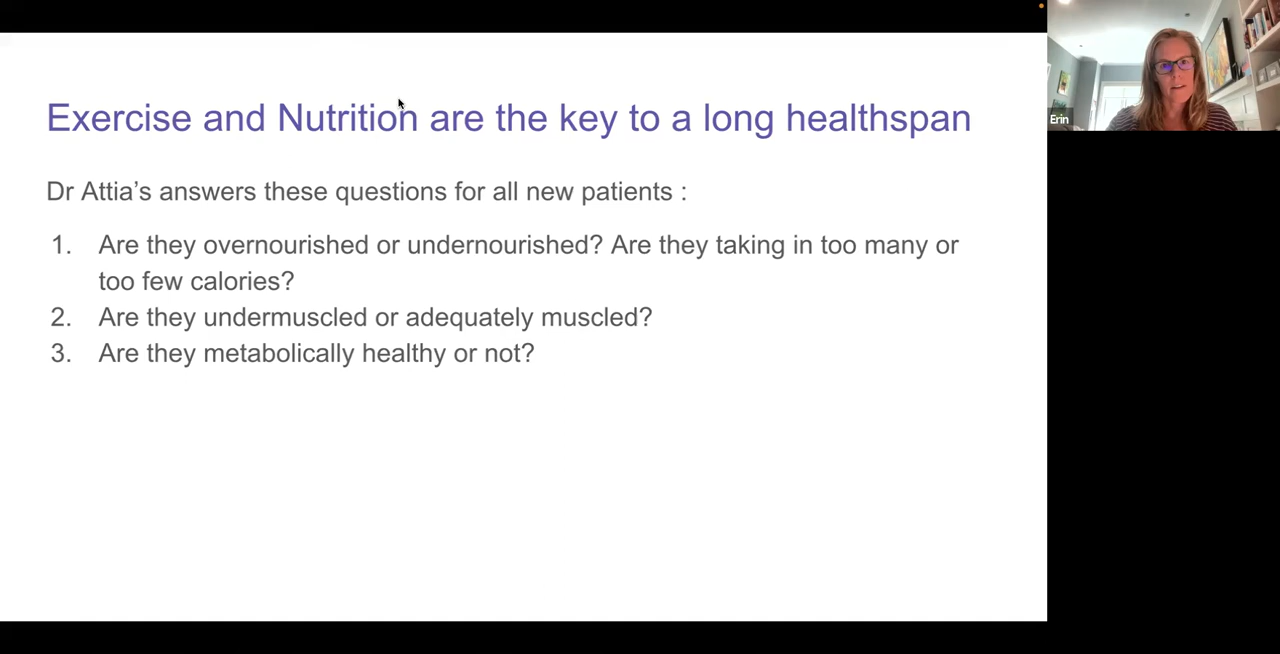 Exercise and Nutrition are the key to a long healthspan
Dr Attia's answers these questions for all new patients :
1. Are they overnourished or undernourished? Are they taking in too many or
too few calories?
2. Are they undermuscled or adequately muscled?
3. Are they metabolically healthy or not?
Erin